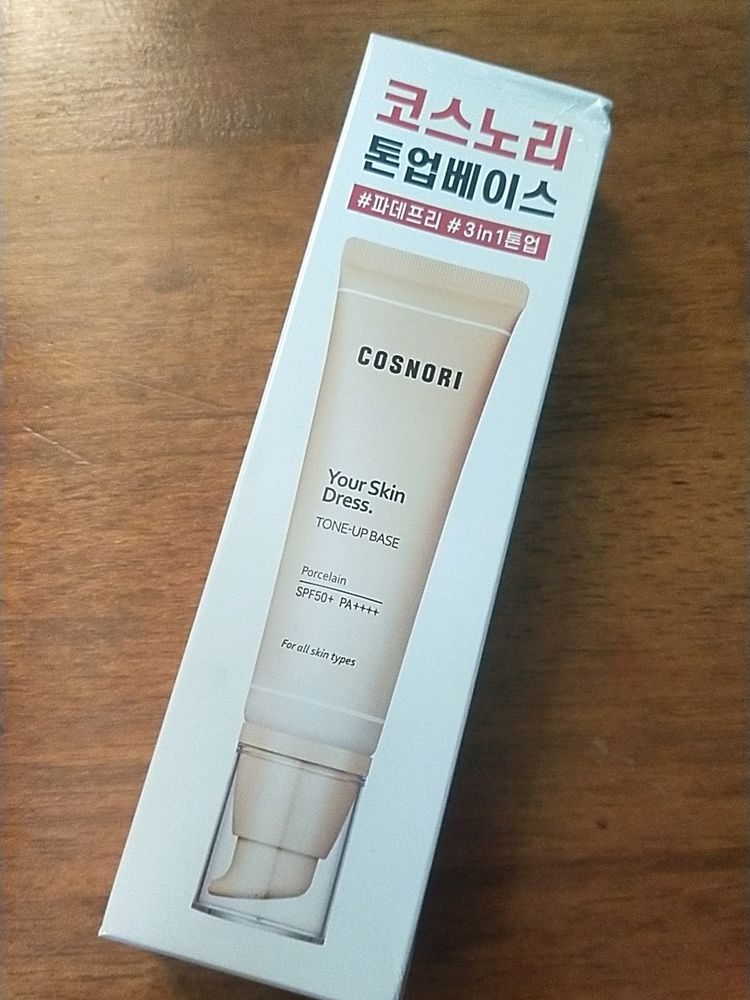 코스노리
톤업베이스
#파데프리 #3in1톤업
COSNORI
Your Skin
Dress.
TONE-UP BASE
Porcelain
SPF50+ PA++++
For all skin types